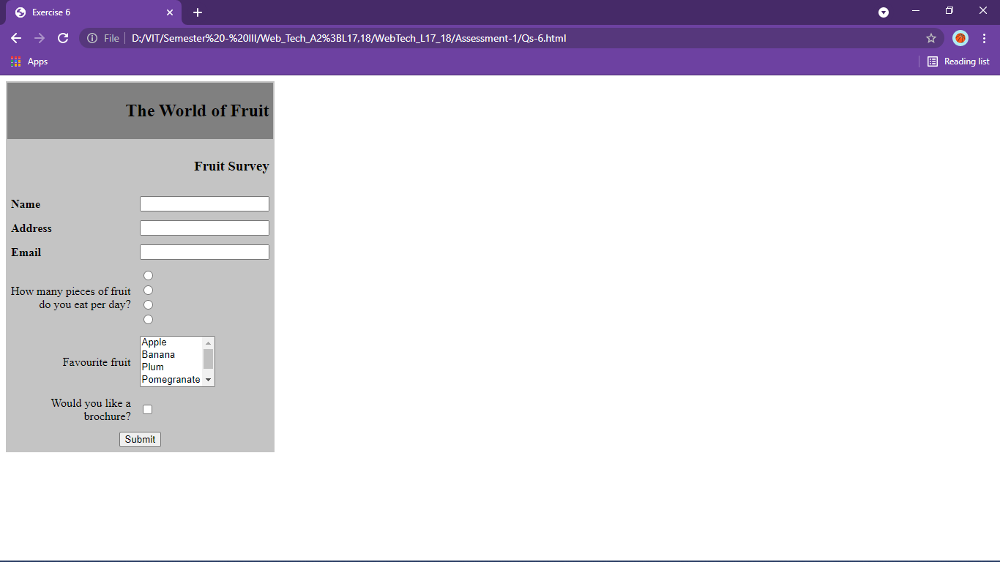 Exercise 6
File
D:/VIT/Semester%20-%20III/Web_Tech_A2%3BL17,18/WebTech_L17_18/Assessment-1/Qs-6.html
Apps
Reading list
The World of Fruit
Fruit Survey
Name
Address
Email
How many pieces of fruit
do you eat per day?
Favourite fruit
Apple
Banana
Plum
Pomegranate
Would you like a
brochure?
Submit